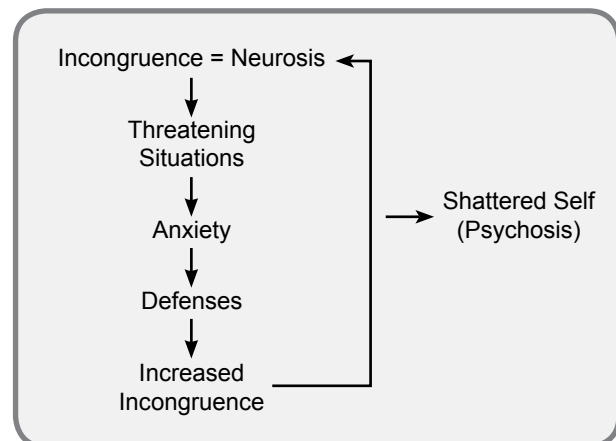 Incongruence = Neurosis
Threatening
Situations
Anxiety
Defenses
Increased
Incongruence
Shattered Self
(Psychosis)